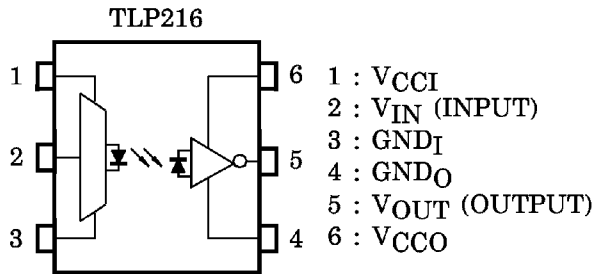 TLP216
1
2
3
6
5
4
1 : VCCI
2 : VIN (INPUT)
3 : GNDI
4 : GNDO
5 : VOUT (OUTPUT)
6 : VCCO